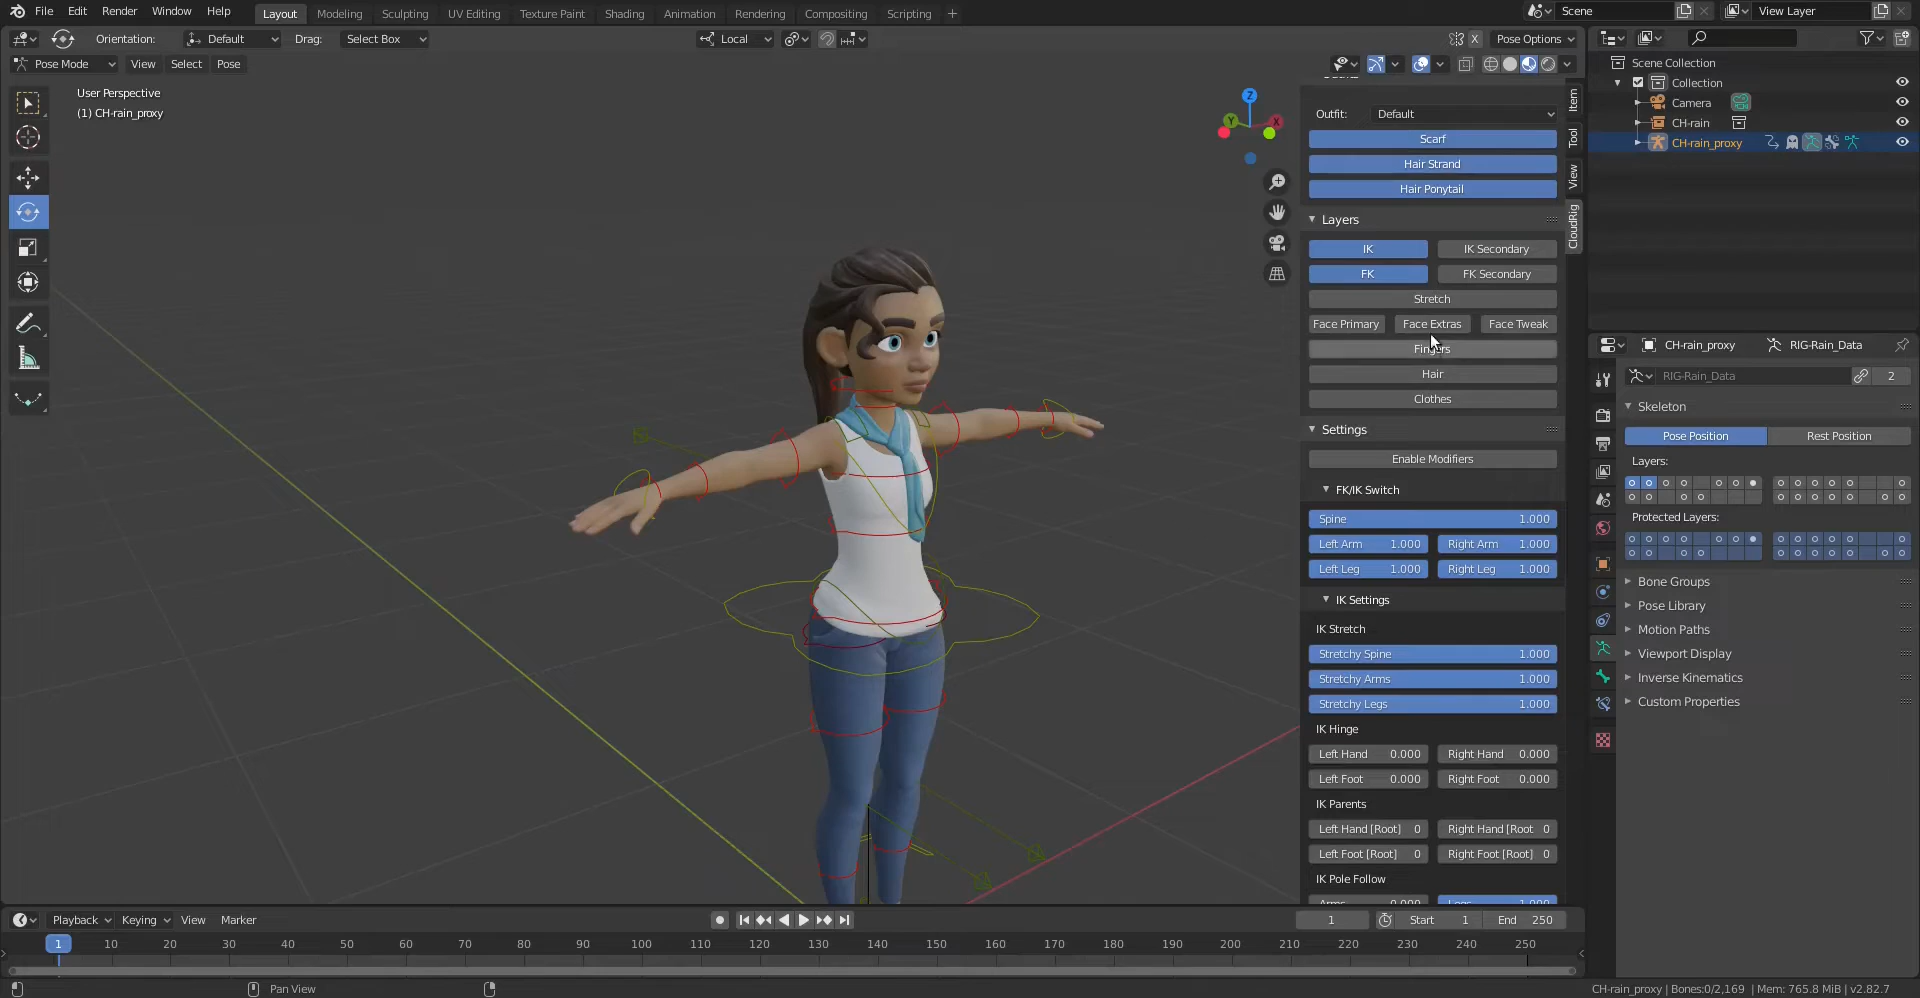 File Edit Render Window Help Layout Modeling Sculpting UV Editing Texture Paint Shading Animation Rendering Compositing Scripting + Scene View Layer
Orientation: Default Drag: Select Box Local X Pose Options
Pose Mode View Select Pose
User Perspective
(1) CH-rain_proxy
Z
Y
X
Item
Tool
View
CloudRig
Outfit: Default
Scarf
Hair Strand
Hair Ponytail
Layers
IK IK Secondary
FK FK Secondary
Stretch
Face Primary Face Extras Face Tweak
Fingers
Hair
Clothes
Settings
Enable Modifiers
FK/IK Switch
Spine 1.000
Left Arm 1.000 Right Arm 1.000
Left Leg 1.000 Right Leg 1.000
IK Settings
IK Stretch
Stretchy Spine 1.000
Stretchy Arms 1.000
Stretchy Legs 1.000
IK Hinge
Left Hand 0.000 Right Hand 0.000
Left Foot 0.000 Right Foot 0.000
IK Parents
Left Hand [Root] 0 Right Hand [Root 0
Left Foot [Root] 0 Right Foot [Root] 0
IK Pole Follow
Scene Collection
Collection
Camera
CH-rain
CH-rain_proxy
CH-rain_proxy RIG-Rain_Data
RIG-Rain_Data 2
Skeleton
Pose Position Rest Position
Layers:
Protected Layers:
Bone Groups
Pose Library
Motion Paths
Viewport Display
Inverse Kinematics
Custom Properties
Playback Keying View Marker 1 Start 1 End 250
1 10 20 30 40 50 60 70 80 90 100 110 120 130 140 150 160 170 180 190 200 210 220 230 240 250
Pan View
CH-rain_proxy | Bones:0/2,169 | Mem: 765.8 MiB | v2.82.7